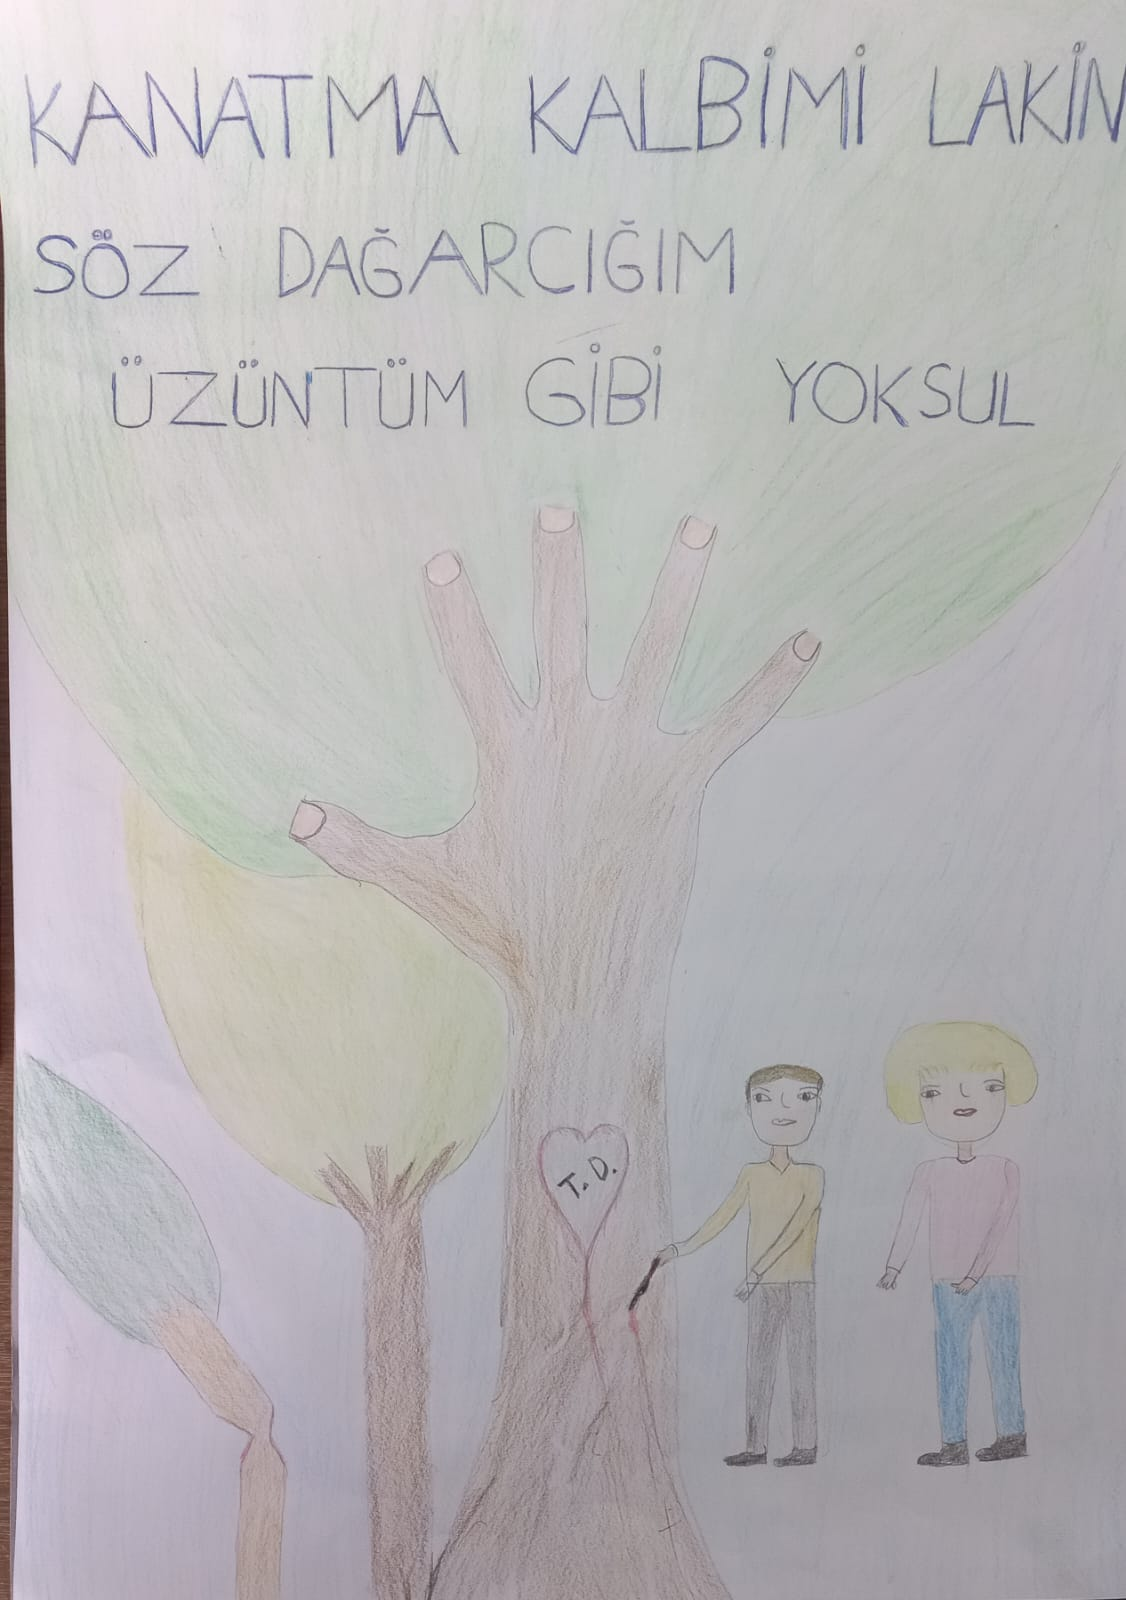 KANATMA KALBİMİ LAKİN
SÖZ DAĞARCIĞIM
ÜZÜNTÜM GİBİ YOKSUL
T. D.